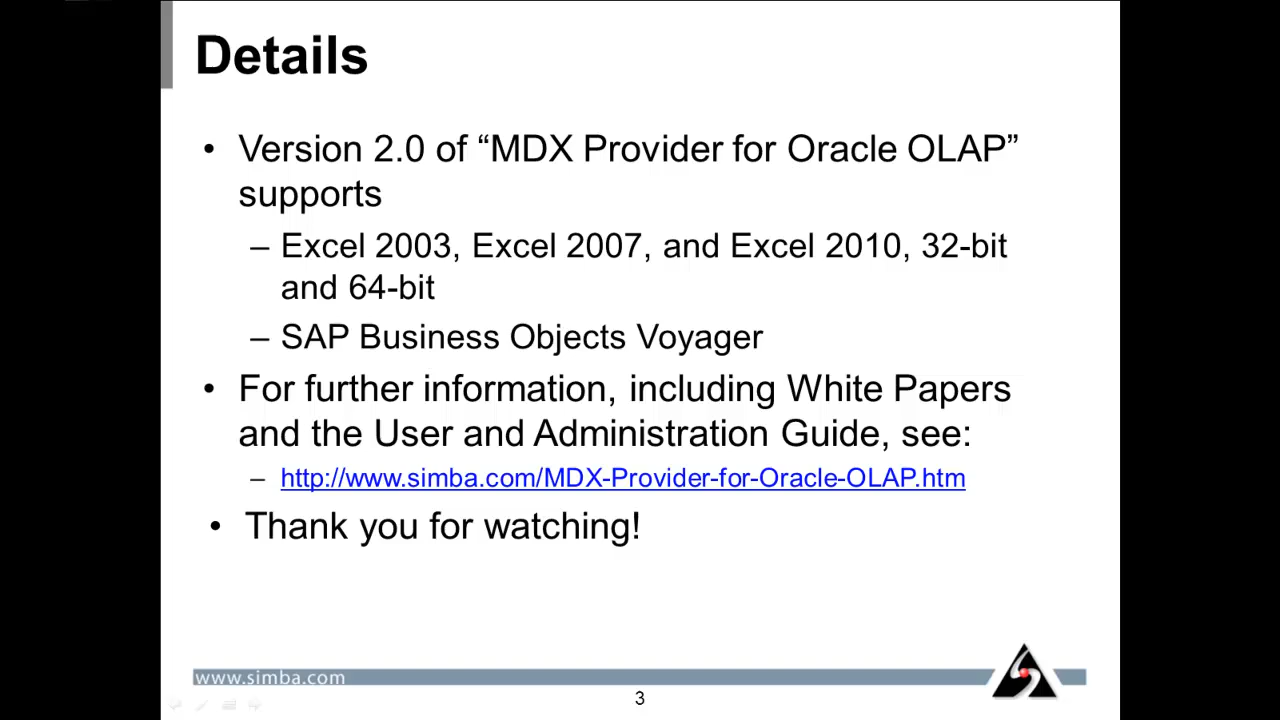 Details
• Version 2.0 of “MDX Provider for Oracle OLAP”
supports
– Excel 2003, Excel 2007, and Excel 2010, 32-bit
and 64-bit
– SAP Business Objects Voyager
• For further information, including White Papers
and the User and Administration Guide, see:
– http://www.simba.com/MDX-Provider-for-Oracle-OLAP.htm
• Thank you for watching!
www.simba.com
3